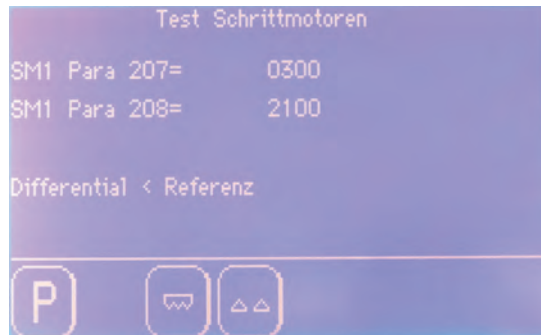 Test Schrittmotoren
SM1 Para 207= 0300
SM1 Para 208= 2100
Differential < Referenz
P